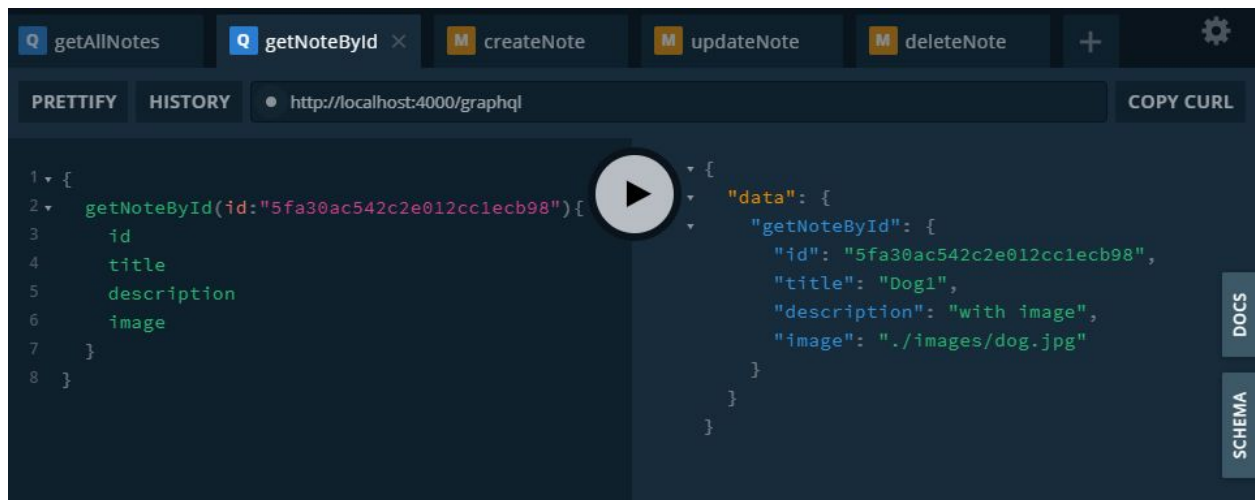 Q getAllNotes Q getNoteById × M createNote M updateNote M deleteNote +
PRETTIFY HISTORY http://localhost:4000/graphql COPY CURL
1 {
2 getNoteById(id:"5fa30ac542c2e012cc1ecb98"){
3 id
4 title
5 description
6 image
7 }
8 }
{
"data": {
"getNoteById": {
"id": "5fa30ac542c2e012cc1ecb98",
"title": "Dog1",
"description": "with image",
"image": "./images/dog.jpg"
}
}
}
DOCS
SCHEMA